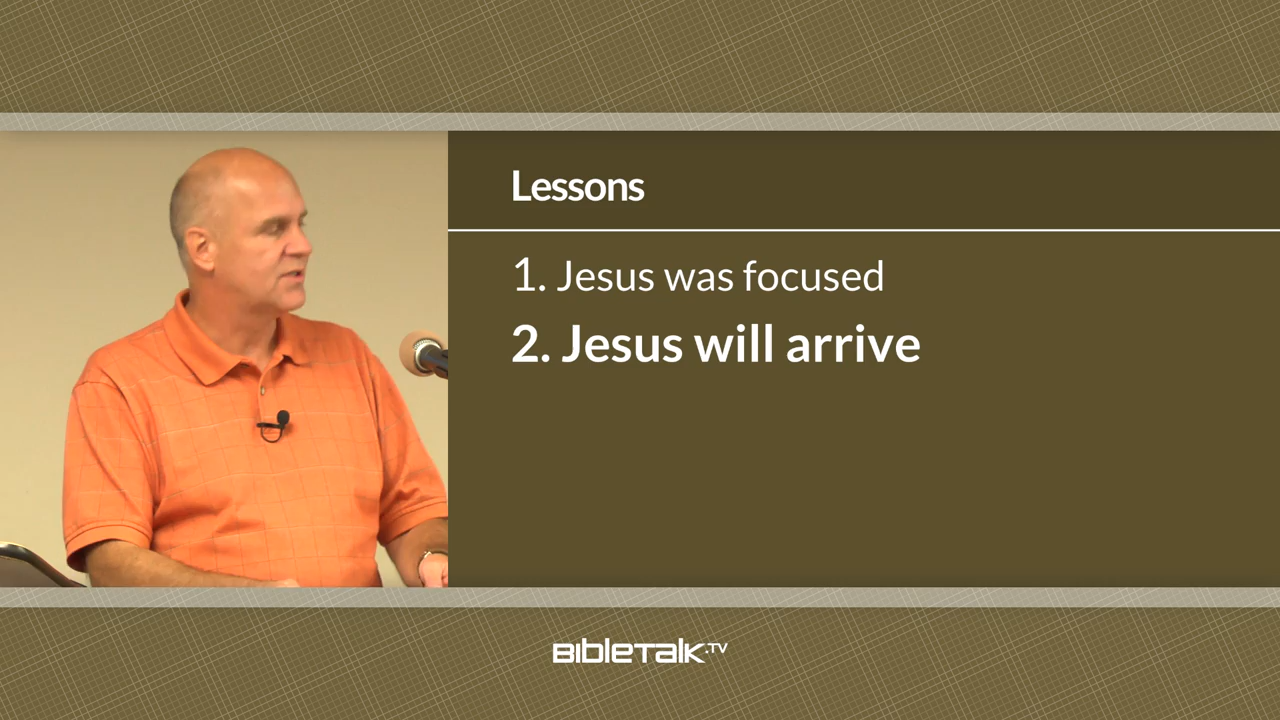 Lessons
1. Jesus was focused
2. Jesus will arrive
BibleTalk.TV